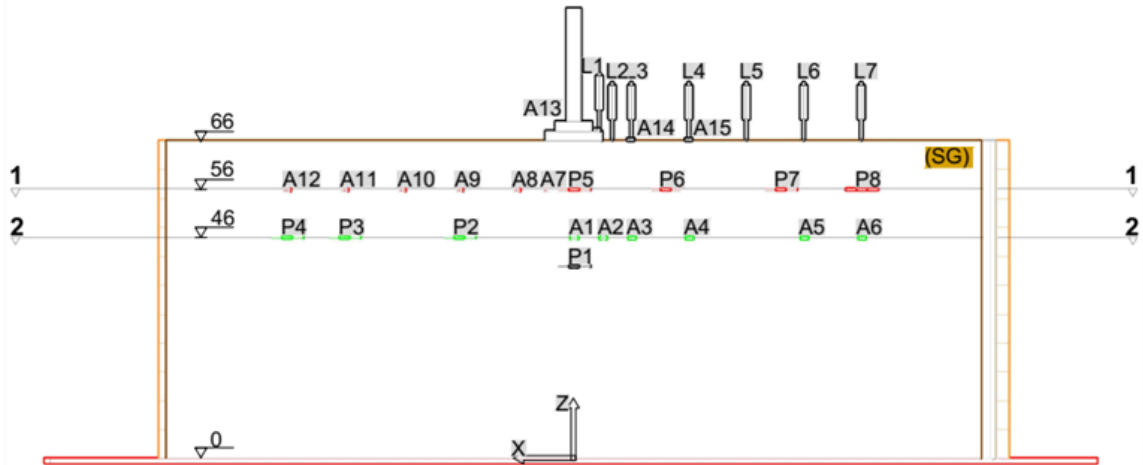 L1 L2 L3 L4 L5 L6 L7
A13
66 A14 A15
(SG)
1 56 A12 A11 A10 A9 A8 A7 P5 P6 P7 P8 1
2 46 P4 P3 P2 A1 A2 A3 A4 A5 A6 2
P1
Z
0 X